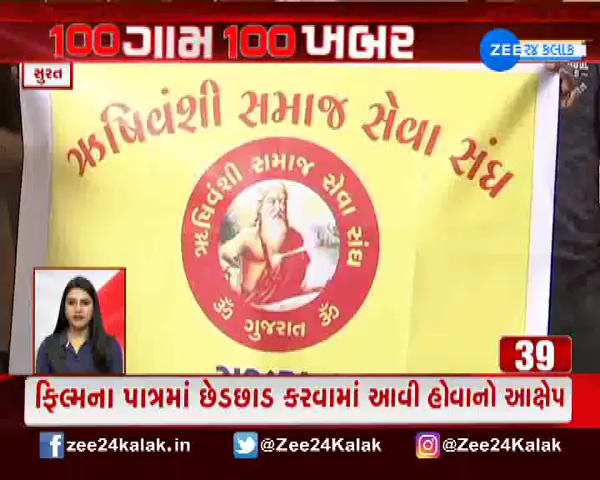 100 ગામ 100 ખબર
ZEE ૨૪ કલાક
સુરત
ઋષિવંશી સમાજ સેવા સંઘ
ઋષિવંશી સમાજ સેવા સંઘ
ૐ ગુજરાત ૐ
39
ફિલ્મના પાત્રમાં છેડછાડ કરવામાં આવી હોવાનો આક્ષેપ
zee24kalak.in
@Zee24Kalak
@Zee24Kalak